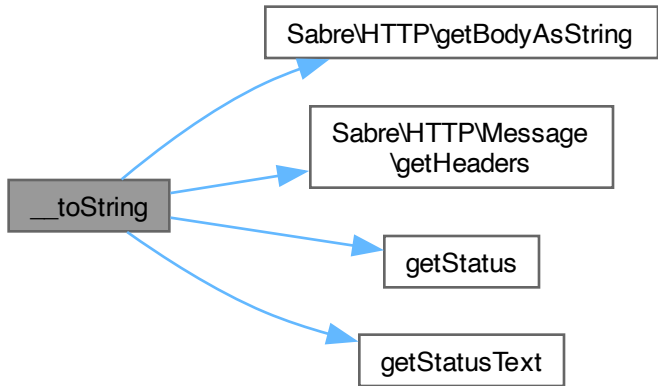 Sabre\HTTP\getBodyAsString
Sabre\HTTP\Message
\getHeaders
__toString
getStatus
getStatusText